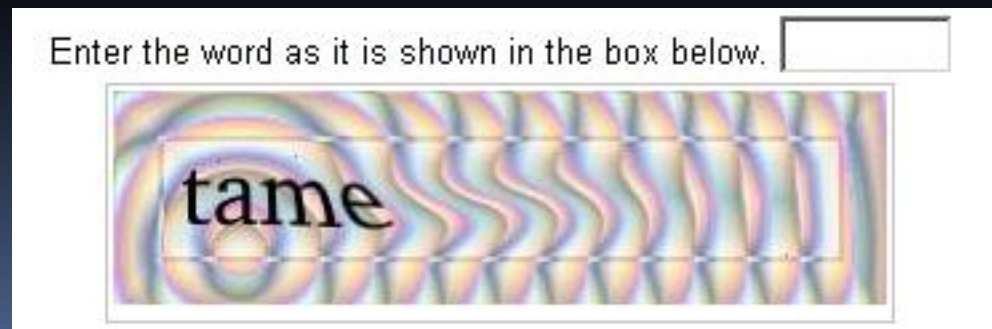 Enter the word as it is shown in the box below.
tame